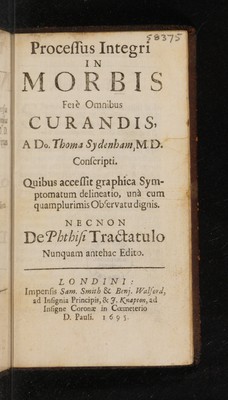 58375
Processus Integri
IN
MORBIS
Ferè Omnibus
CURANDIS,
A Do. Thoma Sydenham, M.D.
Conscripti.
Quibus accessit graphica Symptomatum
ptomatum delineatio, unà cum
quamplurimis Observatu dignis.
NECNON
De Phthisi Tractatulo
Nunquam antehac Edito.
LONDINI:
Impensis Sam. Smith & Benj. Walford,
ad Insignia Principis, & J. Knapton, ad
Insigne Coronæ in Cœmeterio
D. Pauli. 1693.